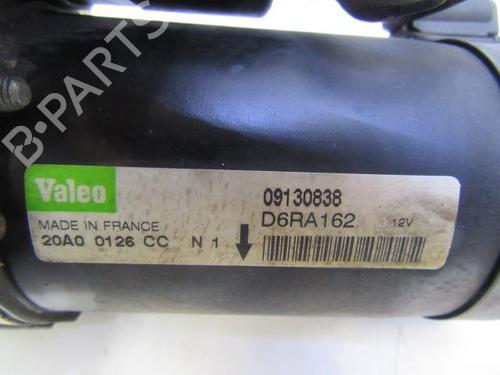 B-PARTS
Valeo
09130838
D6RA162 12V
MADE IN FRANCE
20A0 0126 CC N 1